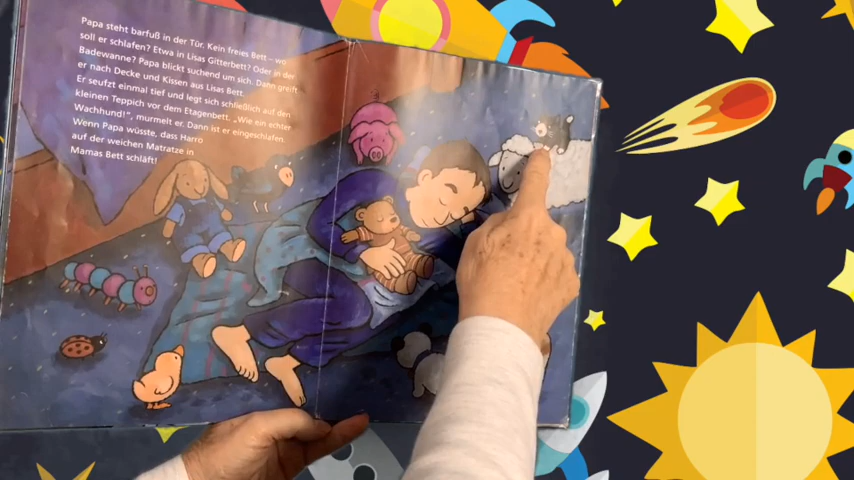 Papa steht barfuß in der Tür. Kein freies Bett – wo
soll er schlafen? Etwa in Lisas Gitterbett? Oder in der
Badewanne? Papa blickt suchend um sich. Dann greift
er nach Decke und Kissen aus Lisas Bett.
Er seufzt einmal tief und legt sich schließlich auf den
kleinen Teppich vor dem Etagenbett. „Wie ein echter
Wachhund!“, murmelt er. Dann ist er eingeschlafen.
Wenn Papa wüsste, dass Harro
auf der weichen Matratze in
Mamas Bett schläft!